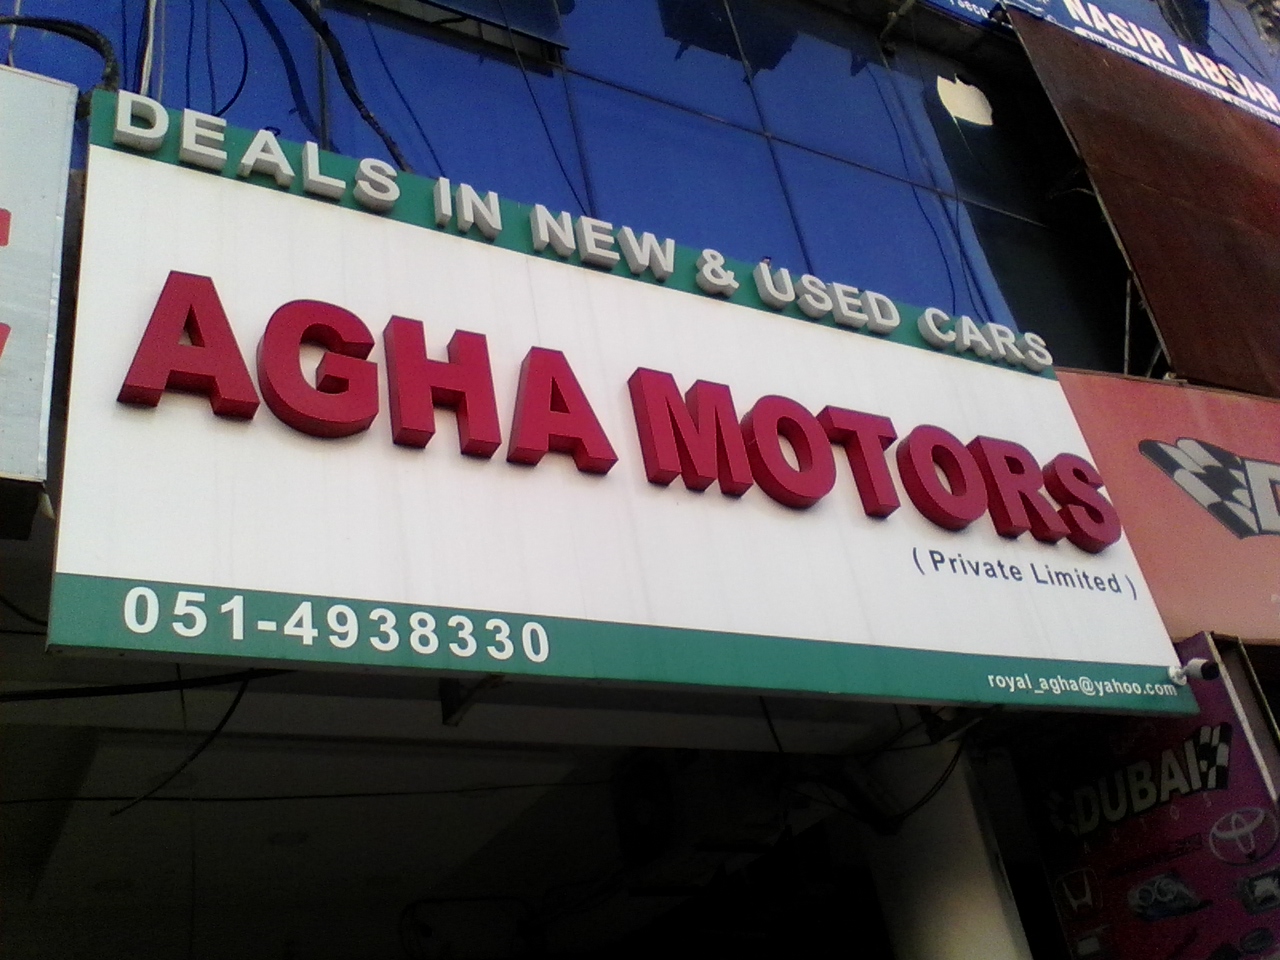 NASIR ABSAR
DEALS IN NEW & USED CARS
AGHA MOTORS
( Private Limited )
051-4938330
royal_agha@yahoo.com
DUBAI